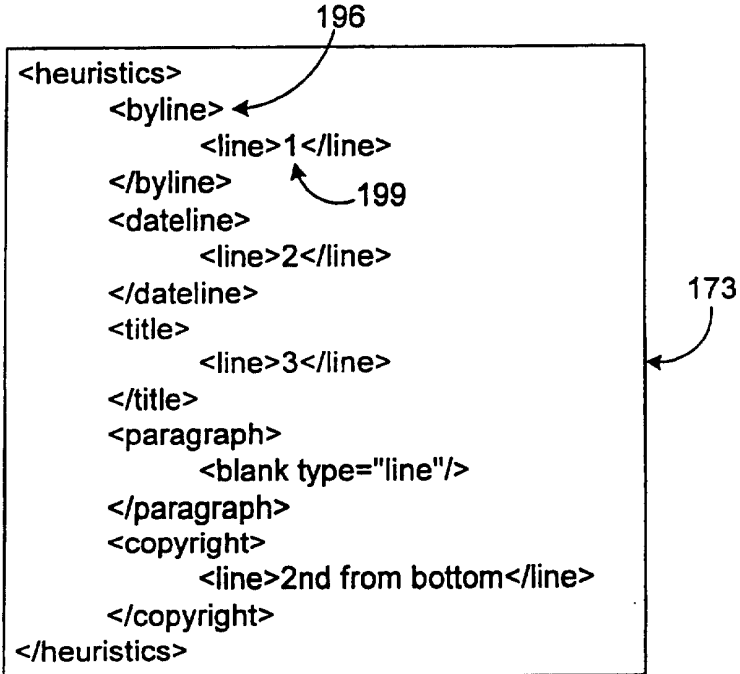 196
<heuristics>
<byline>
<line>1</line>
</byline>
199
<dateline>
<line>2</line>
</dateline>
173
<title>
<line>3</line>
</title>
<paragraph>
<blank type="line"/>
</paragraph>
<copyright>
<line>2nd from bottom</line>
</copyright>
</heuristics>